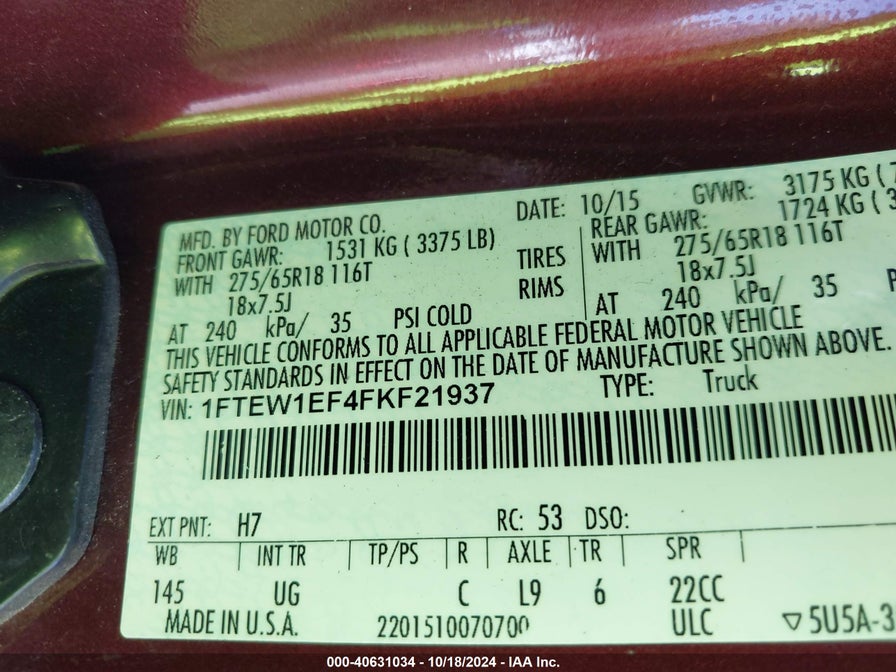 MFD. BY FORD MOTOR CO. DATE: 10/15 GVWR: 3175 KG ( 7
FRONT GAWR: 1531 KG ( 3375 LB) REAR GAWR: 1724 KG ( 3
WITH 275/65R18 116T TIRES WITH 275/65R18 116T
18x7.5J RIMS 18x7.5J
AT 240 kPa/ 35 PSI COLD AT 240 kPa/ 35 P
THIS VEHICLE CONFORMS TO ALL APPLICABLE FEDERAL MOTOR VEHICLE
SAFETY STANDARDS IN EFFECT ON THE DATE OF MANUFACTURE SHOWN ABOVE.
VIN: 1FTEW1EF4FKF21937 TYPE: Truck
EXT PNT: H7 RC: 53 DSO:
WB INT TR TP/PS R AXLE TR SPR
145 UG C L9 6 22CC
MADE IN U.S.A. 2201510070700 ULC ▽5U5A-3
000-40631034 - 10/18/2024 - IAA Inc.